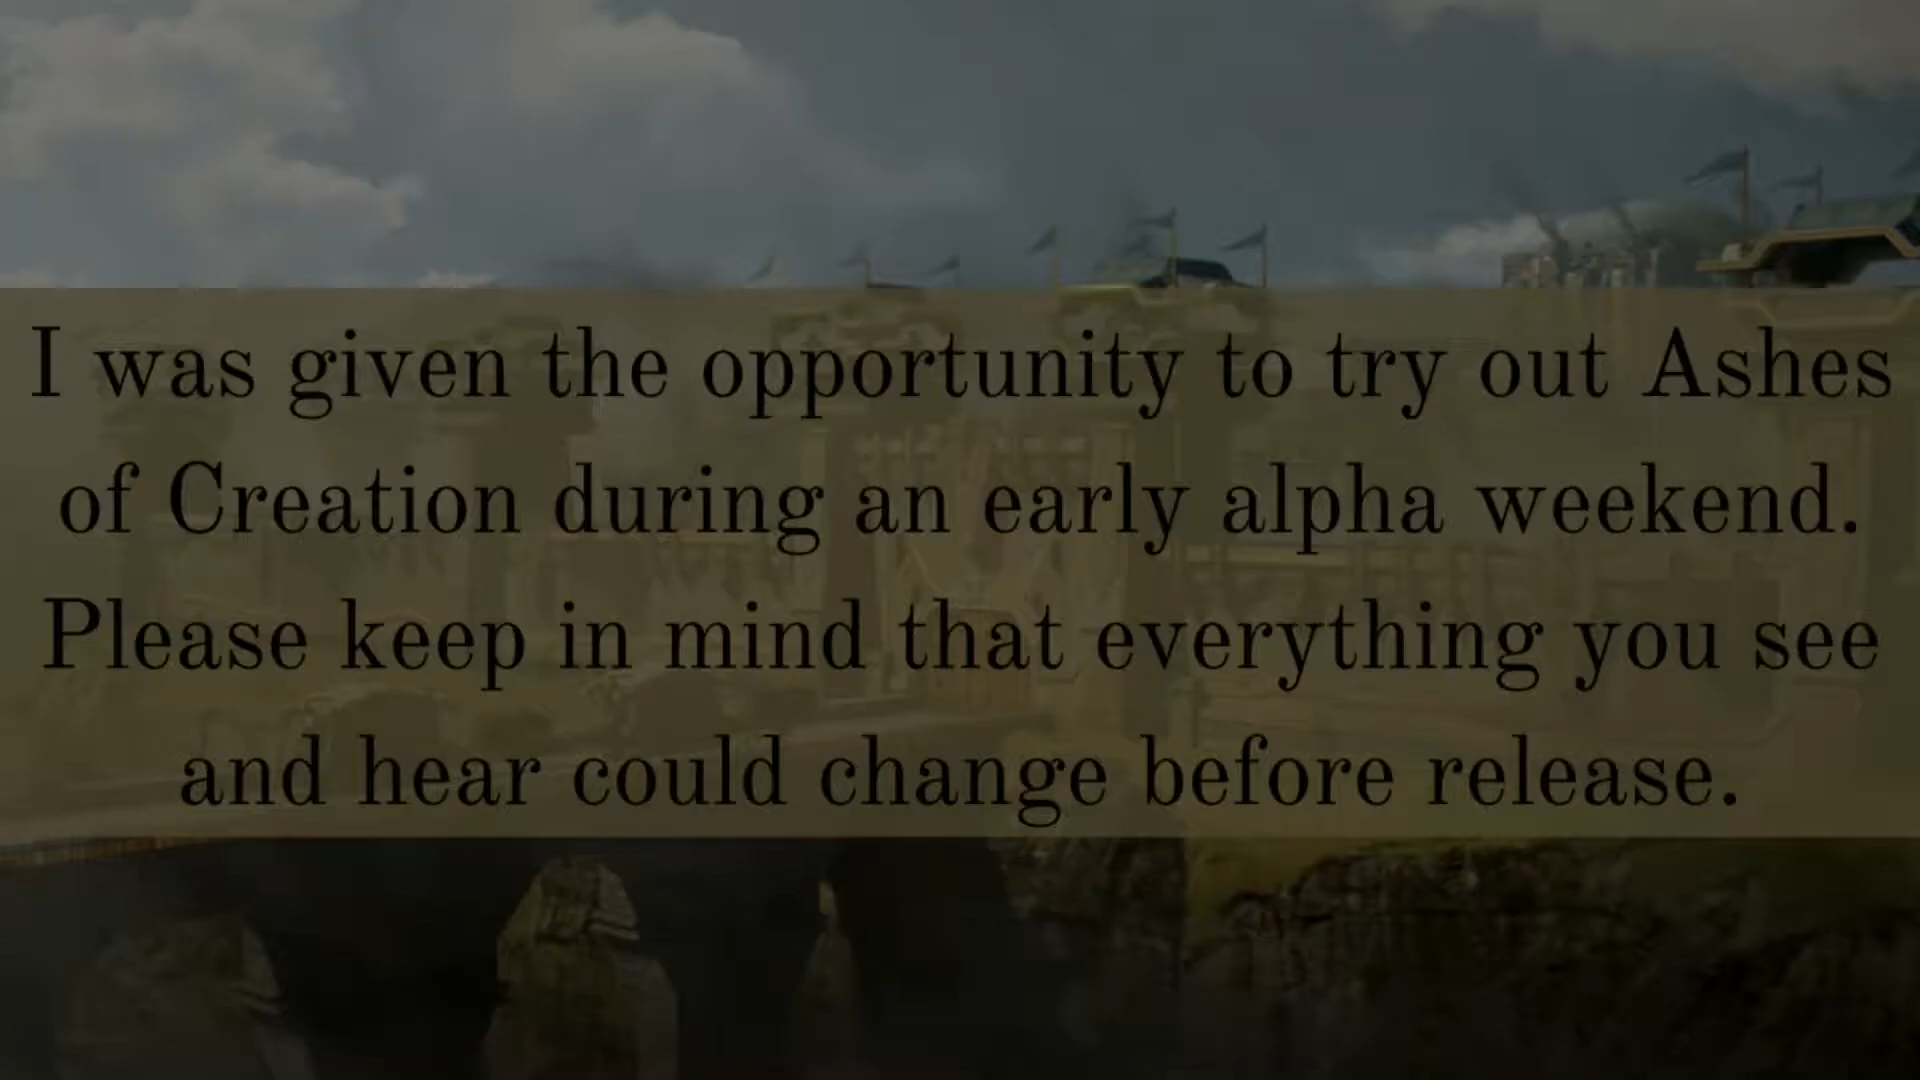 I was given the opportunity to try out Ashes
of Creation during an early alpha weekend.
Please keep in mind that everything you see
and hear could change before release.